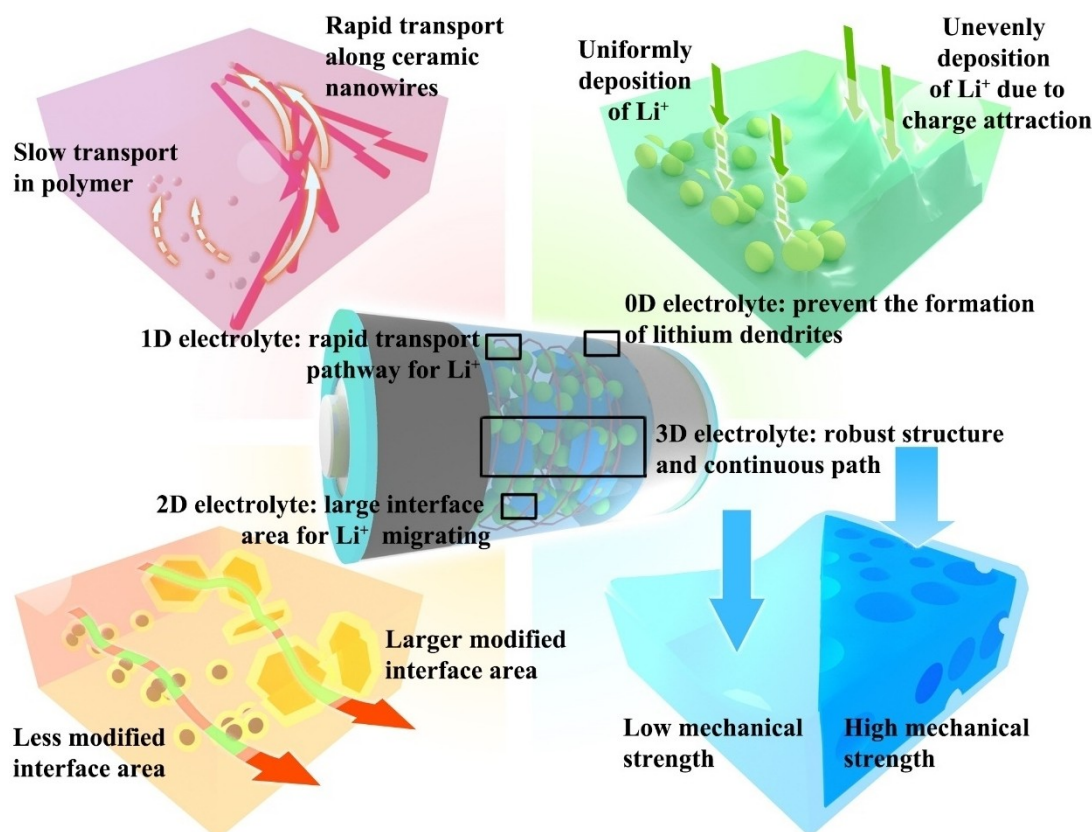 Rapid transport
along ceramic
nanowires
Slow transport
in polymer
Uniformly
deposition
of Li⁺
Unevenly
deposition
of Li⁺ due to
charge attraction
1D electrolyte: rapid transport
pathway for Li⁺
0D electrolyte: prevent the formation
of lithium dendrites
3D electrolyte: robust structure
and continuous path
2D electrolyte: large interface
area for Li⁺ migrating
Larger modified
interface area
Less modified
interface area
Low mechanical
strength
High mechanical
strength